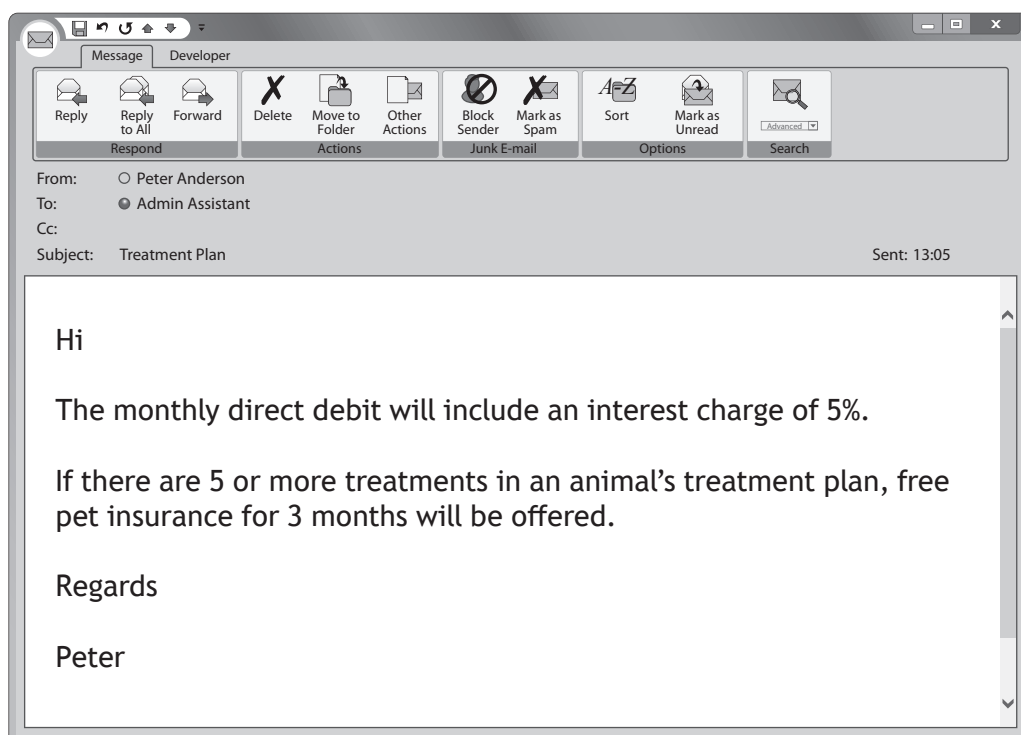 Message Developer
Reply Reply to All Forward Delete Move to Folder Other Actions Block Sender Mark as Spam Sort Mark as Unread Advanced
Respond Actions Junk E-mail Options Search
From: Peter Anderson
To: Admin Assistant
Cc:
Subject: Treatment Plan Sent: 13:05
Hi
The monthly direct debit will include an interest charge of 5%.
If there are 5 or more treatments in an animal's treatment plan, free
pet insurance for 3 months will be offered.
Regards
Peter